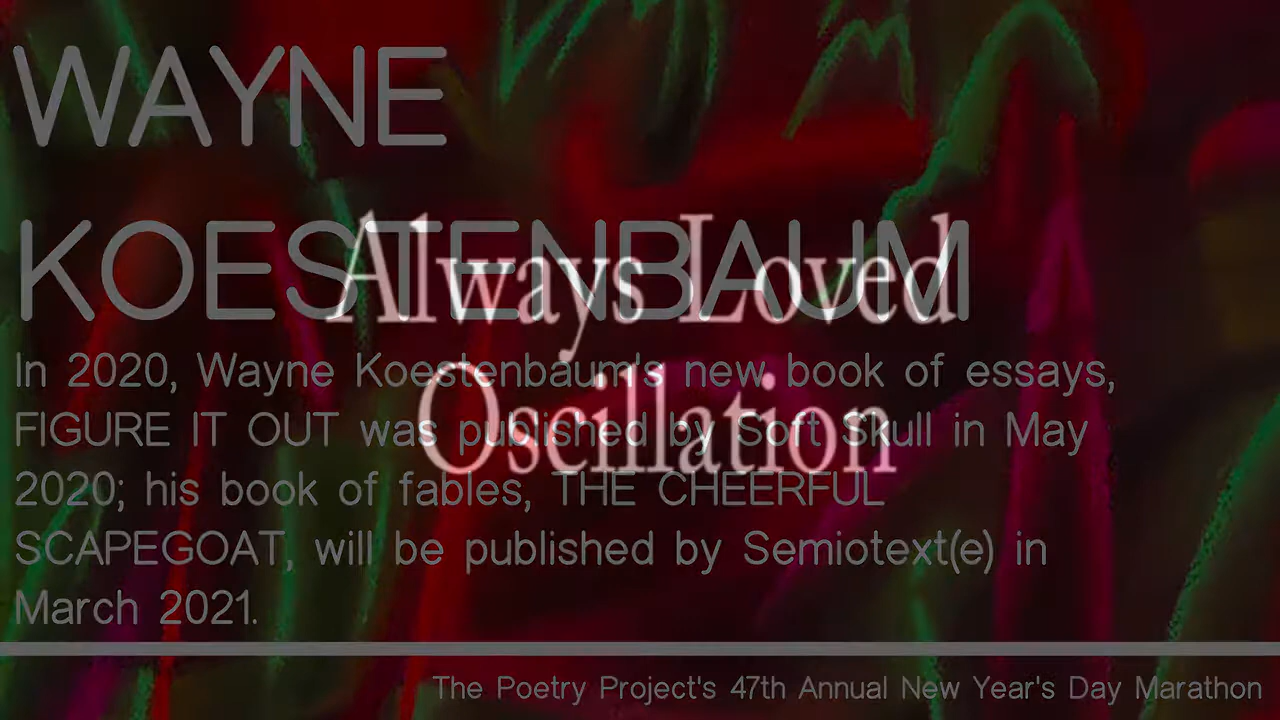 WAYNE
KOESTENBAUM
Always Loved
Oscillation
In 2020, Wayne Koestenbaum's new book of essays,
FIGURE IT OUT was published by Soft Skull in May
2020; his book of fables, THE CHEERFUL
SCAPEGOAT, will be published by Semiotext(e) in
March 2021.
The Poetry Project's 47th Annual New Year's Day Marathon